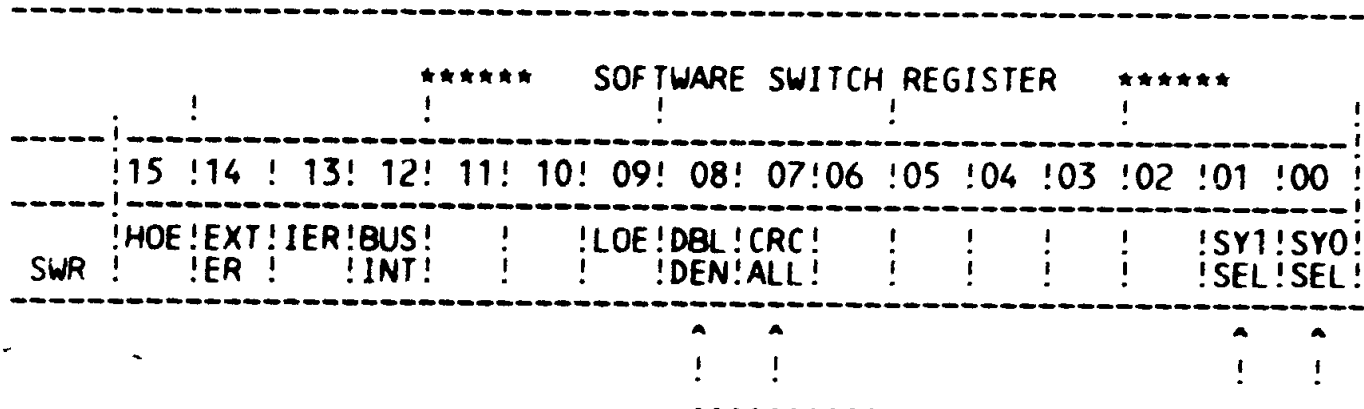 ------------------------------------------------------------
****** SOFTWARE SWITCH REGISTER ******
! ! ! ! ! ! !
------------------------------------------------------------
!15 !14 ! 13! 12! 11! 10! 09! 08! 07!06 !05 !04 !03 !02 !01 !00 !
------------------------------------------------------------
!HOE!EXT!IER!BUS! ! !LOE!DBL!CRC! ! ! ! ! !SY1!SY0!
SWR ! !ER ! !INT! ! ! !DEN!ALL! ! ! ! ! !SEL!SEL!
------------------------------------------------------------
^ ^ ^ ^
! ! ! !